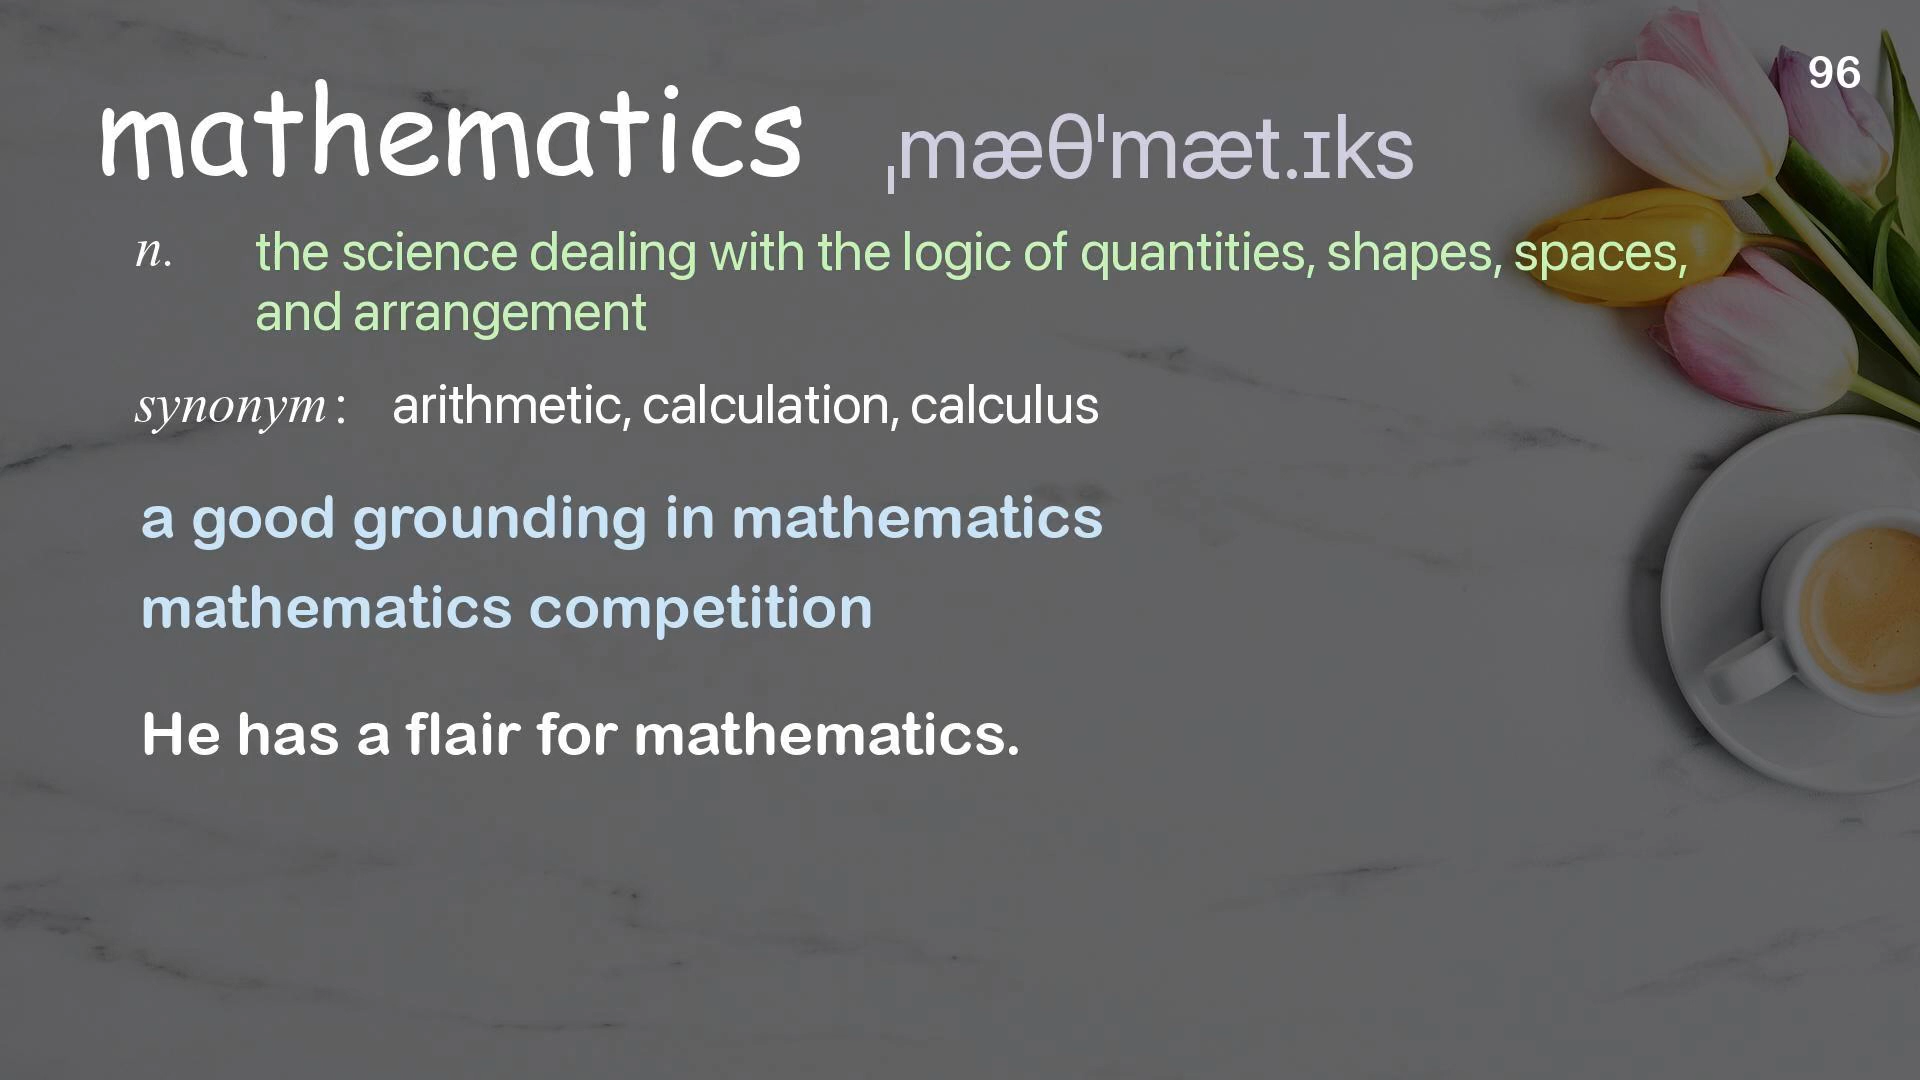 96
mathematics ˌmæθˈmæt.ɪks
n. the science dealing with the logic of quantities, shapes, spaces,
and arrangement
synonym: arithmetic, calculation, calculus
a good grounding in mathematics
mathematics competition
He has a flair for mathematics.